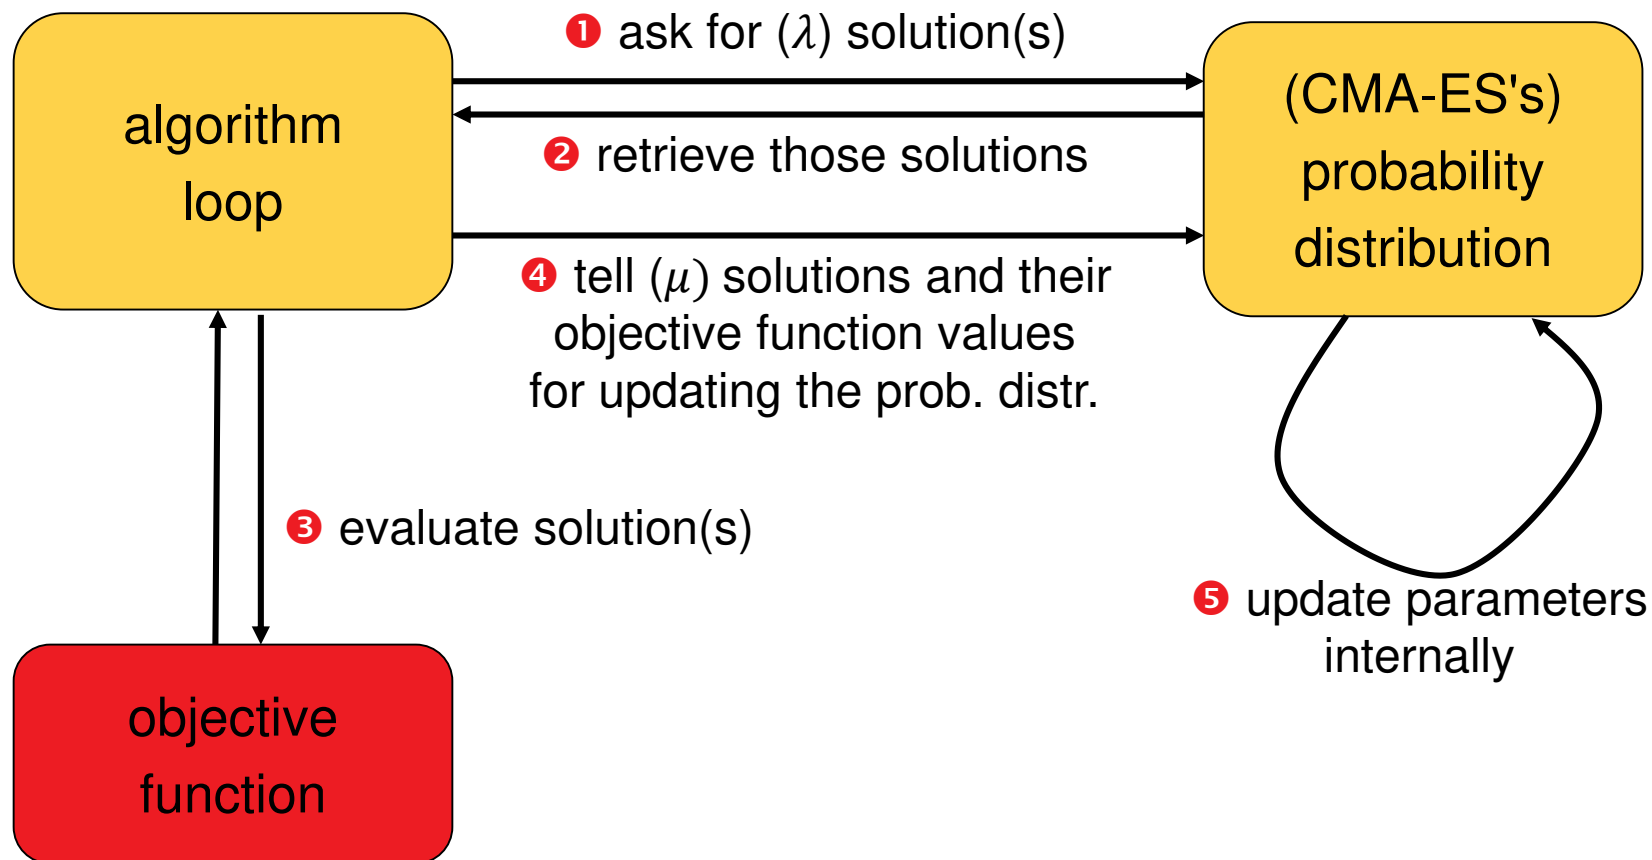 ❶ ask for (λ) solution(s)
algorithm
loop
(CMA-ES's)
probability
distribution
❷ retrieve those solutions
❹ tell (μ) solutions and their
objective function values
for updating the prob. distr.
❸ evaluate solution(s)
❺ update parameters
internally
objective
function